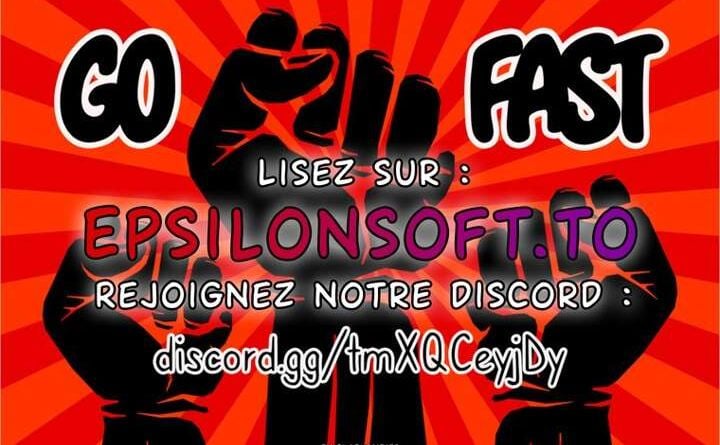 GO FAST
LISEZ SUR :
EPSILONSOFT.TO
REJOIGNEZ NOTRE DISCORD :
discord.gg/tmXQCeyjDy